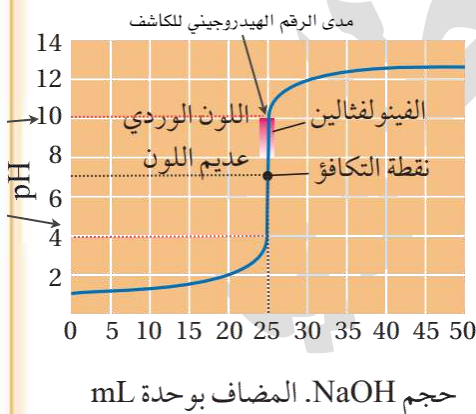 مدى الرقم الهيدروجيني للكاشف
14
12
10
8
6
4
2
pH
اللون الوردي
عديم اللون
الفينولفثالين
نقطة التكافؤ
0 5 10 15 20 25 30 35 40 45 50
حجم NaOH. المضاف بوحدة mL